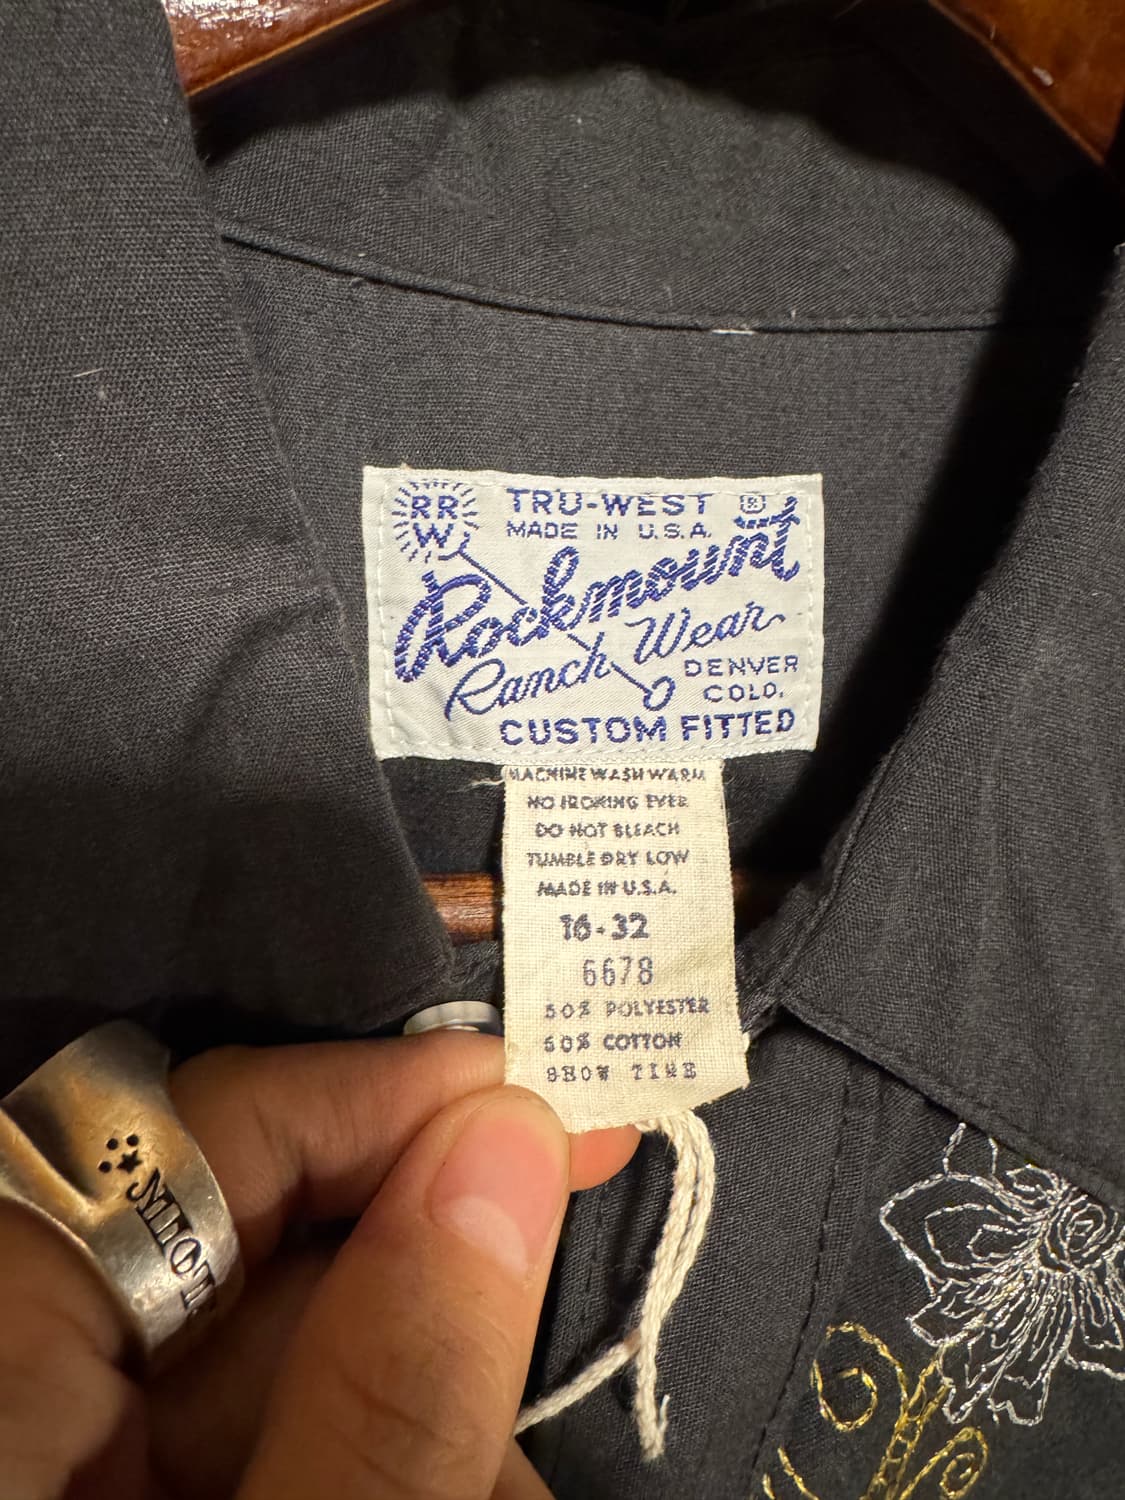 RR
W
TRU-WEST ®
MADE IN U.S.A.
Rockmount
Ranch Wear
DENVER
COLO.
CUSTOM FITTED
MACHINE WASH WARM
NO IRONING EVER
DO NOT BLEACH
TUMBLE DRY LOW
MADE IN U.S.A.
16-32
6678
50% POLYESTER
50% COTTON
SHOW TIME